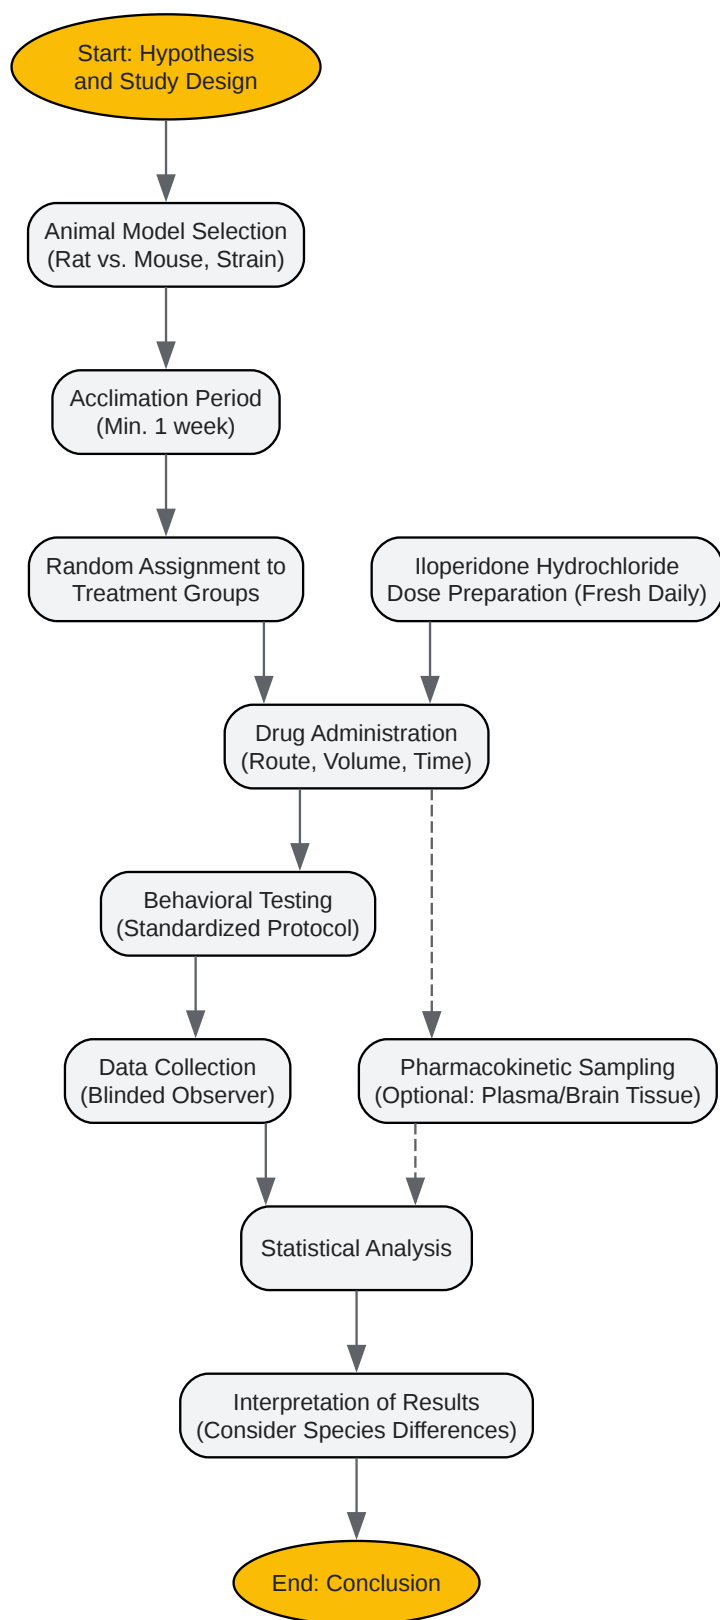 Start: Hypothesis
and Study Design
Animal Model Selection
(Rat vs. Mouse, Strain)
Acclimation Period
(Min. 1 week)
Random Assignment to
Treatment Groups
Iloperidone Hydrochloride
Dose Preparation (Fresh Daily)
Drug Administration
(Route, Volume, Time)
Behavioral Testing
(Standardized Protocol)
Data Collection
(Blinded Observer)
Pharmacokinetic Sampling
(Optional: Plasma/Brain Tissue)
Statistical Analysis
Interpretation of Results
(Consider Species Differences)
End: Conclusion